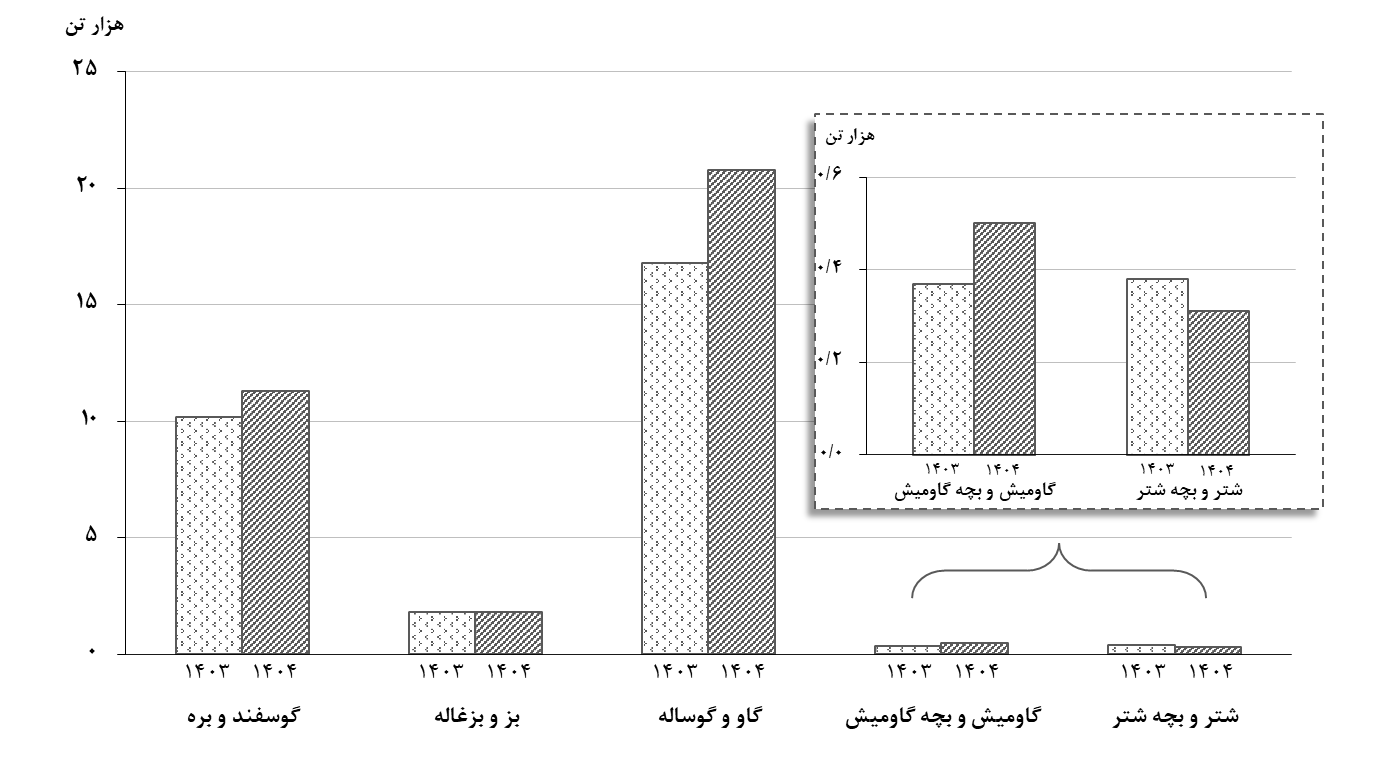 هزار تن
۲۵
۲۰
۱۵
۱۰
۵
۰
۱۴۰۳ ۱۴۰۴ ۱۴۰۳ ۱۴۰۴ ۱۴۰۳ ۱۴۰۴ ۱۴۰۳ ۱۴۰۴ ۱۴۰۳ ۱۴۰۴
گوسفند و بره
بز و بزغاله
گاو و گوساله
گاومیش و بچه گاومیش
شتر و بچه شتر
هزار تن
۰/۶
۰/۴
۰/۲
۰/۰
۱۴۰۳ ۱۴۰۴ ۱۴۰۳ ۱۴۰۴
گاومیش و بچه گاومیش
شتر و بچه شتر